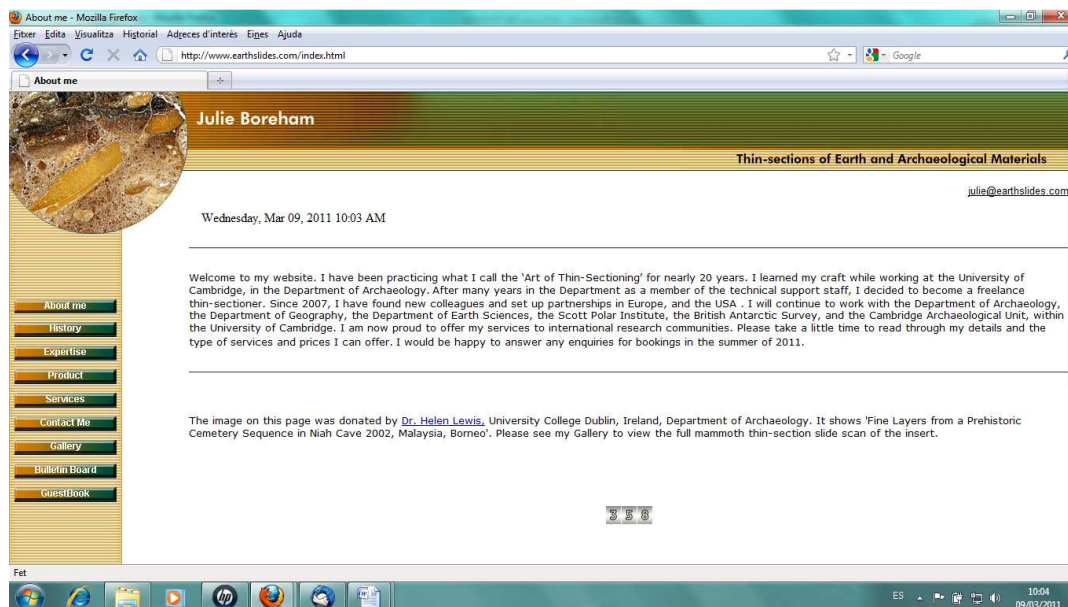 About me - Mozilla Firefox
Fitxer Edita Visualitza Historial Adreces d'interès Eines Ajuda
http://www.earthslides.com/index.html
Google
About me
Julie Boreham
Thin-sections of Earth and Archaeological Materials
julie@earthslides.com
Wednesday, Mar 09, 2011 10:03 AM
Welcome to my website. I have been practicing what I call the 'Art of Thin-Sectioning' for nearly 20 years. I learned my craft while working at the University of
Cambridge, in the Department of Archaeology. After many years in the Department as a member of the technical support staff, I decided to become a freelance
thin-sectioner. Since 2007, I have found new colleagues and set up partnerships in Europe, and the USA . I will continue to work with the Department of Archaeology,
the Department of Geography, the Department of Earth Sciences, the Scott Polar Institute, the British Antarctic Survey, and the Cambridge Archaeological Unit, within
the University of Cambridge. I am now proud to offer my services to international research communities. Please take a little time to read through my details and the
type of services and prices I can offer. I would be happy to answer any enquiries for bookings in the summer of 2011.
About me
History
Expertise
Product
Services
Contact Me
Gallery
Bulletin Board
GuestBook
The image on this page was donated by Dr. Helen Lewis, University College Dublin, Ireland, Department of Archaeology. It shows 'Fine Layers from a Prehistoric
Cemetery Sequence in Niah Cave 2002, Malaysia, Borneo'. Please see my Gallery to view the full mammoth thin-section slide scan of the insert.
3 5 8
Fet
hp
ES
10:04
09/03/2011